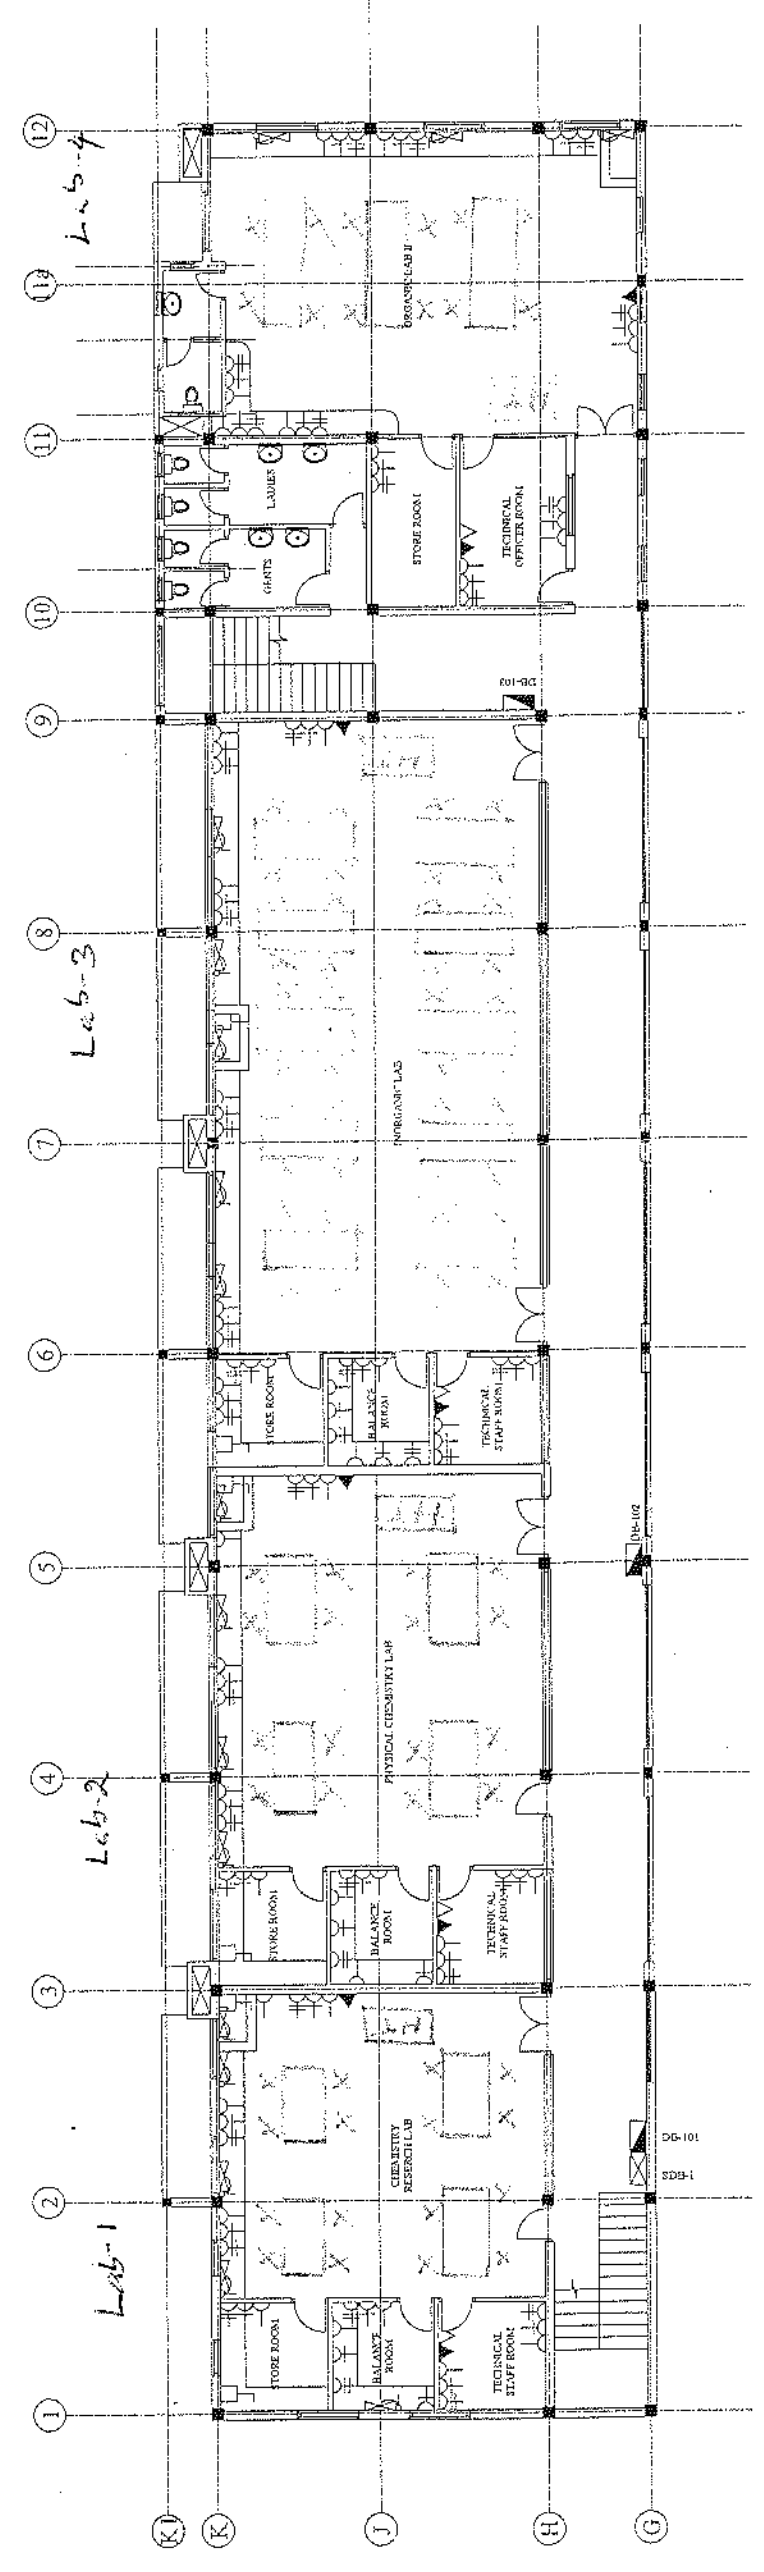 12
Lab-4
11a
ORGANIC LAB II
11
LADIES
GENTS
STORE ROOM
TECHNICAL
OFFICER ROOM
10
DB-103
9
8
Lab-3
INORGANIC LAB
7
6
STORE ROOM
BALANCE
ROOM
TECHNICAL
STAFF ROOM
DB-102
5
PHYSICAL CHEMISTRY LAB
4
Lab-2
STORE ROOM
BALANCE
ROOM
TECHNICAL
STAFF ROOM
3
CHEMISTRY
RESERCH LAB
DB-101
SDB-1
2
Lab-1
STORE ROOM
BALANCE
ROOM
TECHNICAL
STAFF ROOM
1
K1
K
J
H
G